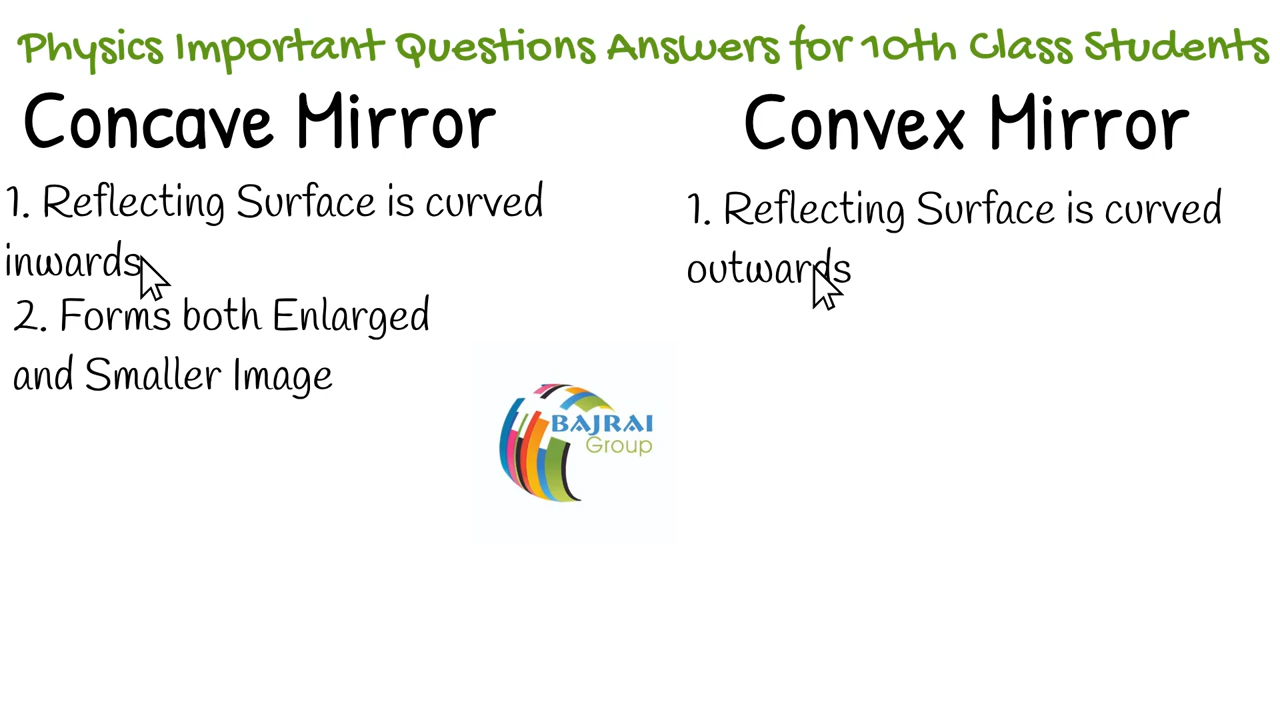 Physics Important Questions Answers for 10th Class Students
Concave Mirror
1. Reflecting Surface is curved
inwards
2. Forms both Enlarged
and Smaller Image
Convex Mirror
1. Reflecting Surface is curved
outwards
BAJRAI
Group